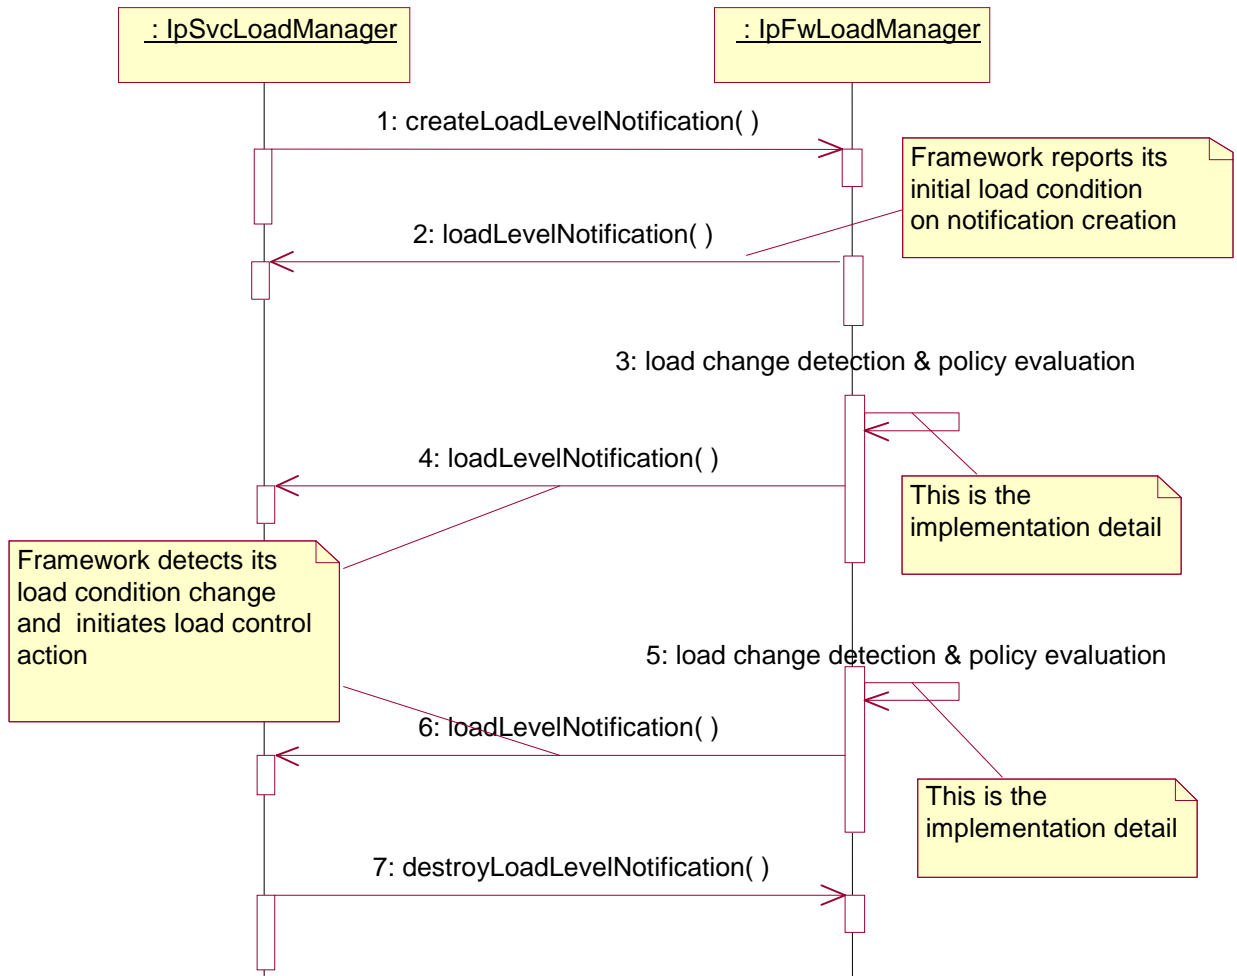 : IpSvcLoadManager
: IpFwLoadManager
1: createLoadLevelNotification( )
Framework reports its
initial load condition
on notification creation
2: loadLevelNotification( )
3: load change detection & policy evaluation
4: loadLevelNotification( )
This is the
implementation detail
Framework detects its
load condition change
and  initiates load control
action
5: load change detection & policy evaluation
6: loadLevelNotification( )
This is the
implementation detail
7: destroyLoadLevelNotification( )